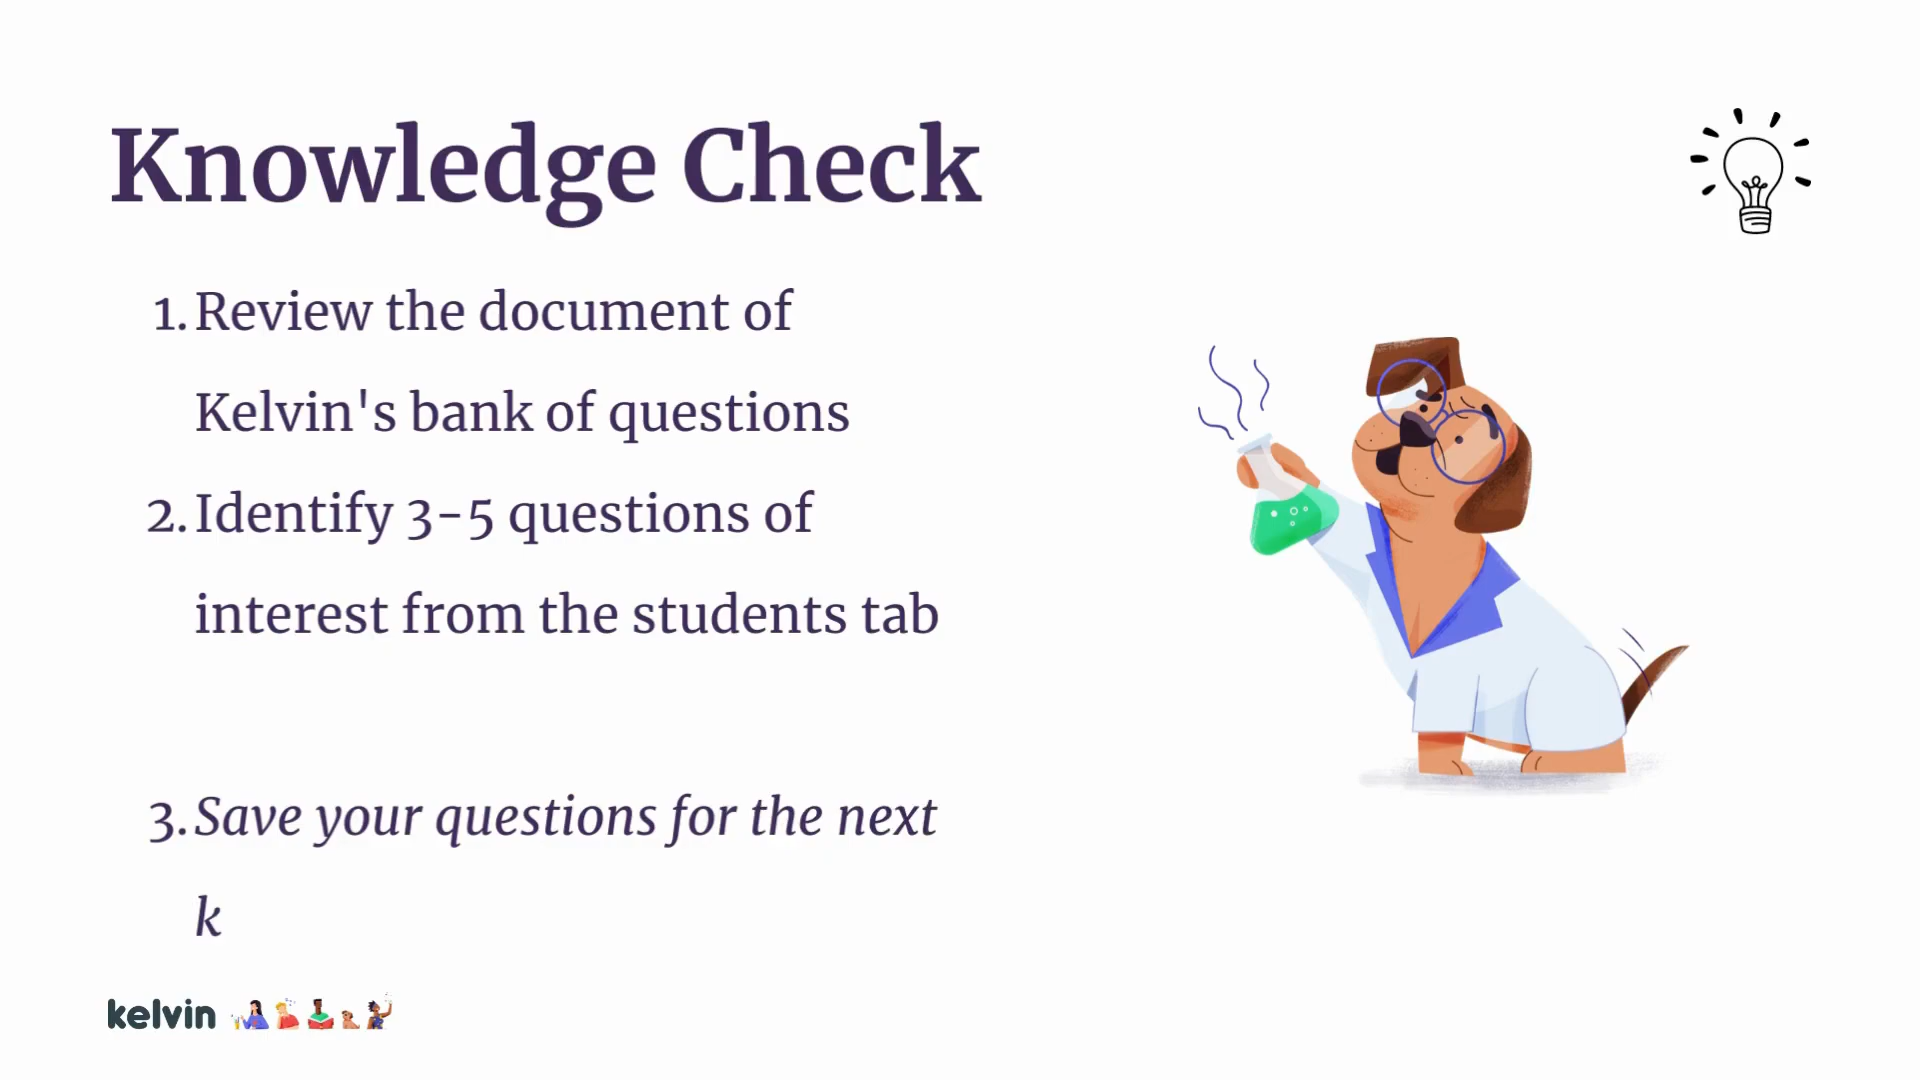 Knowledge Check
1. Review the document of
Kelvin's bank of questions
2. Identify 3-5 questions of
interest from the students tab
3. Save your questions for the next
k
kelvin